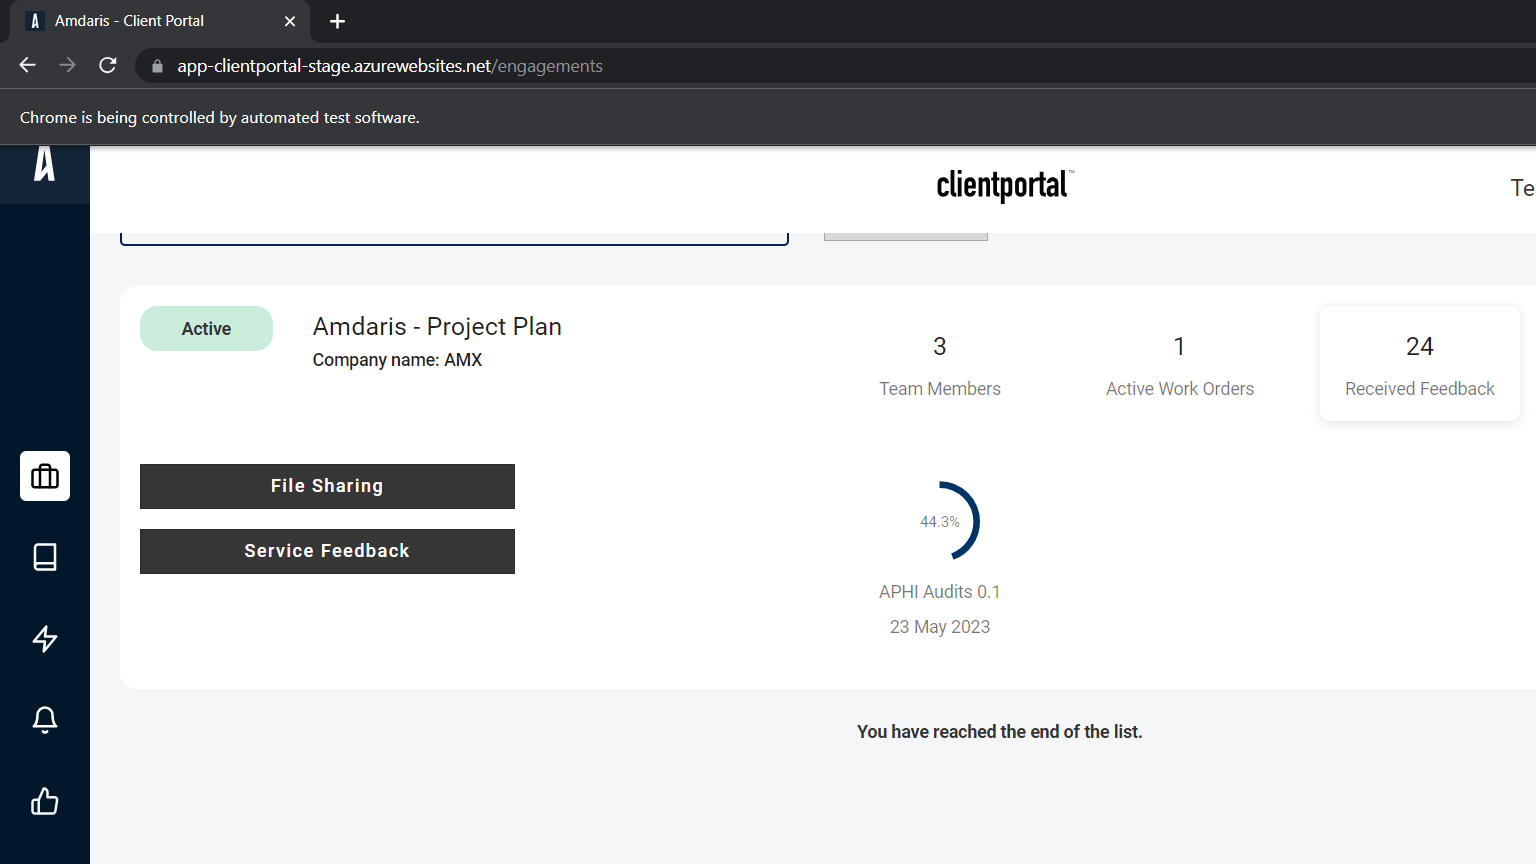 Amdaris - Client Portal
app-clientportal-stage.azurewebsites.net/engagements
Chrome is being controlled by automated test software.
clientportal™
Te
Active
Amdaris - Project Plan
Company name: AMX
3
Team Members
1
Active Work Orders
24
Received Feedback
File Sharing
Service Feedback
44.3%
APHI Audits 0.1
23 May 2023
You have reached the end of the list.